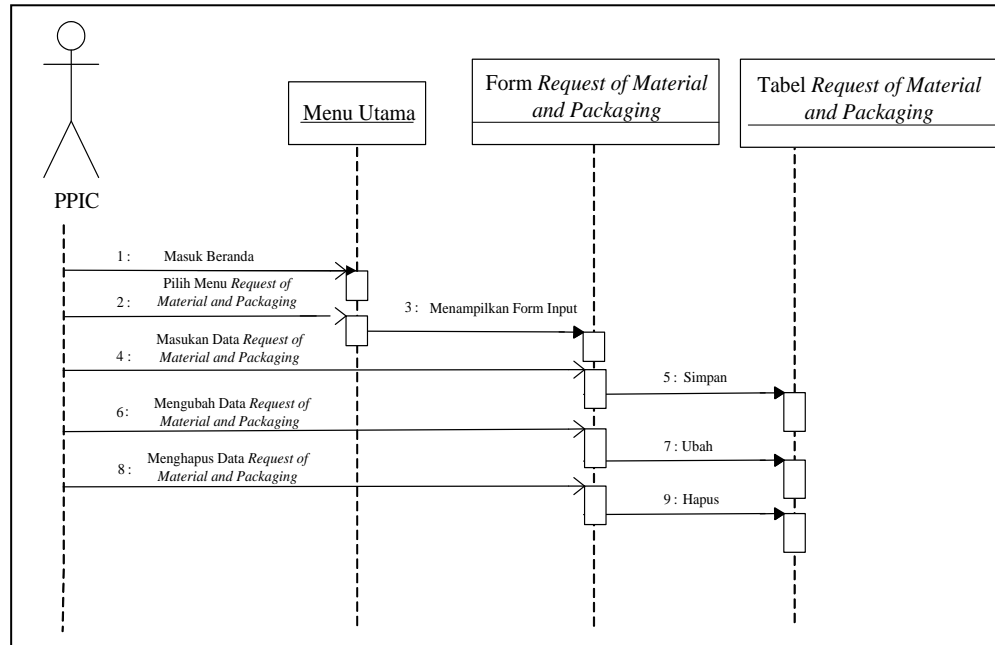 Form Request of Material
and Packaging
Tabel Request of Material
and Packaging
Menu Utama
PPIC
1 : Masuk Beranda
Pilih Menu Request of
2 : Material and Packaging
3 : Menampilkan Form Input
Masukan Data Request of
4 : Material and Packaging
5 : Simpan
6: Mengubah Data Request of
Material and Packaging
7 : Ubah
8 : Menghapus Data Request of
Material and Packaging
9 : Hapus